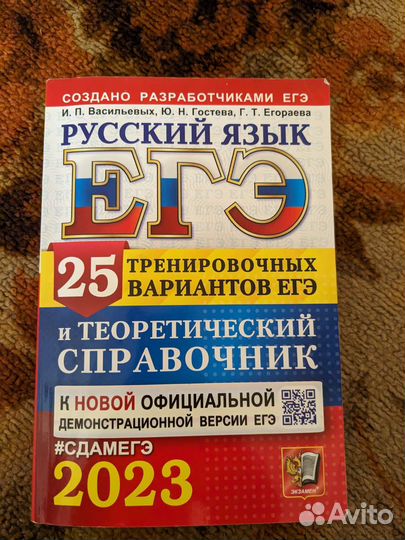 СОЗДАНО РАЗРАБОТЧИКАМИ ЕГЭ
И. П. Васильевых, Ю. Н. Гостева, Г. Т. Егораева
РУССКИЙ ЯЗЫК
ЕГЭ
25 ТРЕНИРОВОЧНЫХ
ВАРИАНТОВ ЕГЭ
и ТЕОРЕТИЧЕСКИЙ
СПРАВОЧНИК
К НОВОЙ ОФИЦИАЛЬНОЙ
ДЕМОНСТРАЦИОННОЙ ВЕРСИИ ЕГЭ
#СДАМЕГЭ
2023
ЭКЗАМЕН
Avito